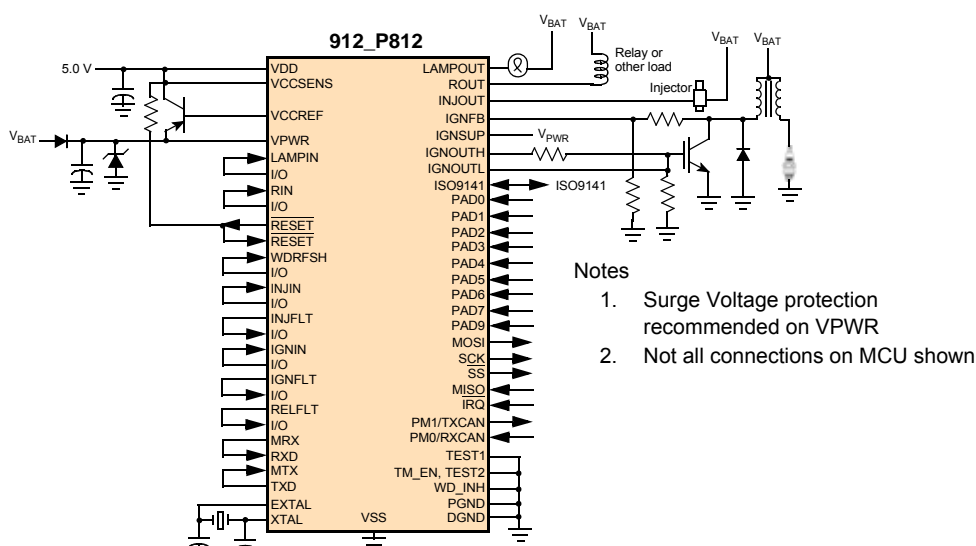 912_P812
5.0 V
VBAT
VDD
VCCSENS
VCCREF
VPWR
LAMPIN
I/O
RIN
I/O
RESET
RESET
WDRFSH
I/O
INJIN
I/O
INJFLT
I/O
IGNIN
I/O
IGNFLT
I/O
RELFLT
I/O
MRX
RXD
MTX
TXD
EXTAL
XTAL
VSS
LAMPOUT
ROUT
INJOUT
IGNFB
IGNSUP
IGNOUTH
IGNOUTL
ISO9141
PAD0
PAD1
PAD2
PAD3
PAD4
PAD5
PAD6
PAD7
PAD9
MOSI
SCK
SS
MISO
IRQ
PM1/TXCAN
PM0/RXCAN
TEST1
TM_EN, TEST2
WD_INH
PGND
DGND
VBAT
VBAT
Relay or
other load
VBAT
VBAT
Injector
VPWR
ISO9141
Notes
1. Surge Voltage protection
recommended on VPWR
2. Not all connections on MCU shown